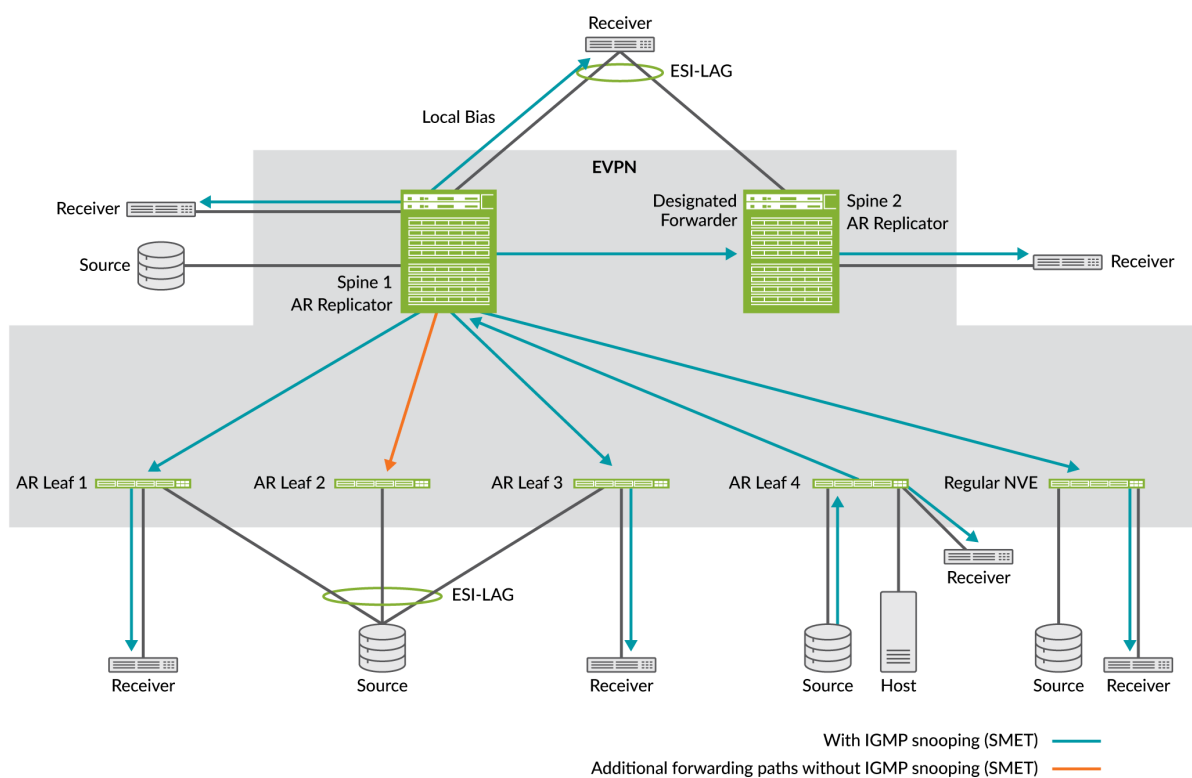 Receiver
ESI-LAG
Local Bias
EVPN
Receiver
Designated
Forwarder
Spine 2
AR Replicator
Source
Receiver
Spine 1
AR Replicator
AR Leaf 1
AR Leaf 2
AR Leaf 3
AR Leaf 4
Regular NVE
Receiver
ESI-LAG
Receiver
Source
Receiver
Source
Host
Source
Receiver
With IGMP snooping (SMET)
Additional forwarding paths without IGMP snooping (SMET)